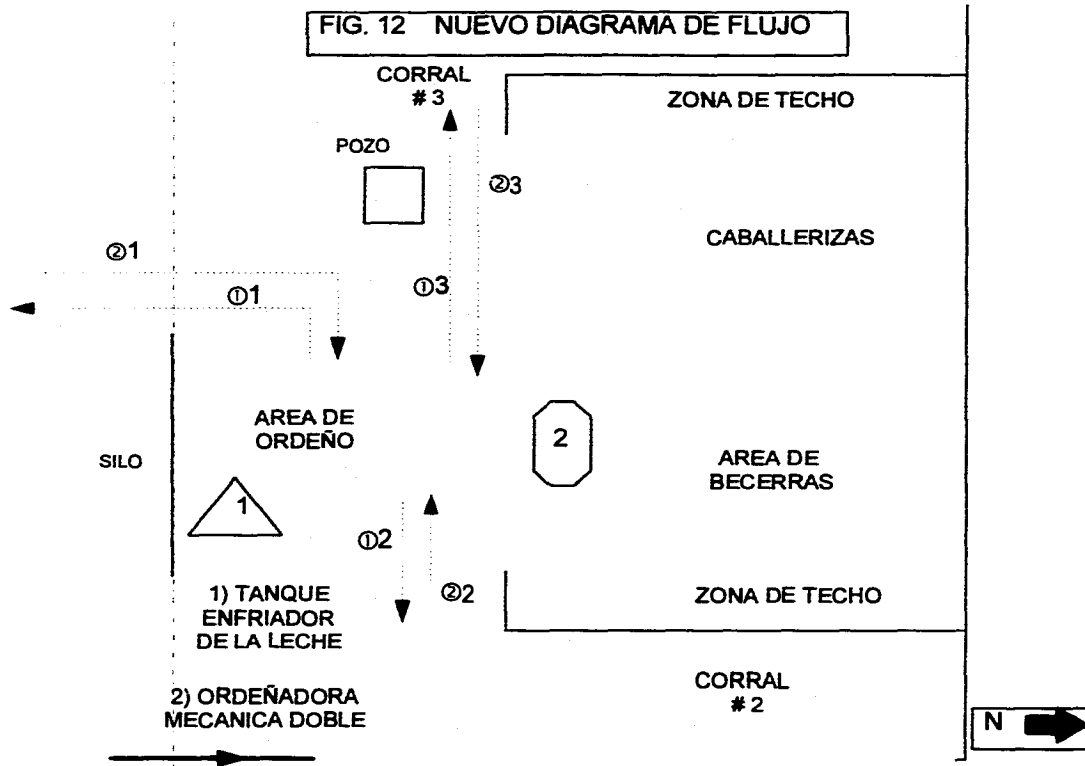 FIG. 12 NUEVO DIAGRAMA DE FLUJO
CORRAL
# 3
ZONA DE TECHO
POZO
②3
CABALLERIZAS
②1
①1
①3
AREA DE
ORDEÑO
2
SILO
AREA DE
BECERRAS
1
①2
②2
1) TANQUE
ENFRIADOR
DE LA LECHE
ZONA DE TECHO
2) ORDEÑADORA
MECANICA DOBLE
CORRAL
# 2
N